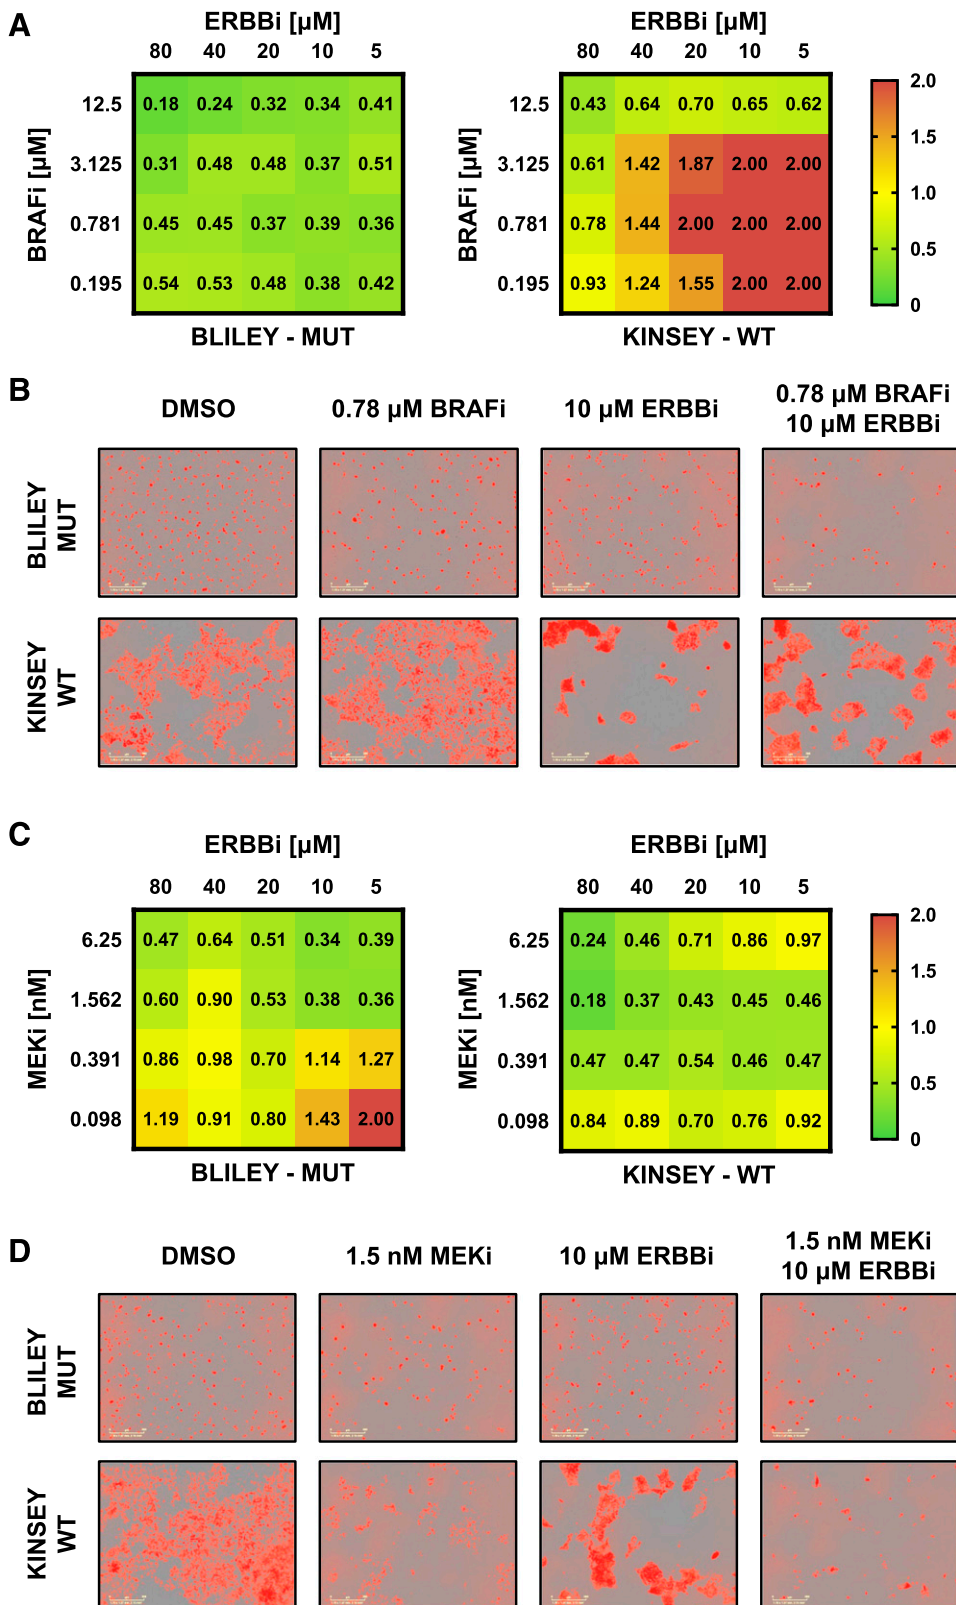 A
ERBBi [µM]
80 40 20 10 5
BRAFi [µM]
12.5 0.18 0.24 0.32 0.34 0.41
3.125 0.31 0.48 0.48 0.37 0.51
0.781 0.45 0.45 0.37 0.39 0.36
0.195 0.54 0.53 0.48 0.38 0.42
BLILEY - MUT
ERBBi [µM]
80 40 20 10 5
BRAFi [µM]
12.5 0.43 0.64 0.70 0.65 0.62
3.125 0.61 1.42 1.87 2.00 2.00
0.781 0.78 1.44 2.00 2.00 2.00
0.195 0.93 1.24 1.55 2.00 2.00
KINSEY - WT
2.0
1.5
1.0
0.5
0
B
DMSO
0.78 µM BRAFi
10 µM ERBBi
0.78 µM BRAFi
10 µM ERBBi
BLILEY
MUT
KINSEY
WT
C
ERBBi [µM]
80 40 20 10 5
MEKi [nM]
6.25 0.47 0.64 0.51 0.34 0.39
1.562 0.60 0.90 0.53 0.38 0.36
0.391 0.86 0.98 0.70 1.14 1.27
0.098 1.19 0.91 0.80 1.43 2.00
BLILEY - MUT
ERBBi [µM]
80 40 20 10 5
MEKi [nM]
6.25 0.24 0.46 0.71 0.86 0.97
1.562 0.18 0.37 0.43 0.45 0.46
0.391 0.47 0.47 0.54 0.46 0.47
0.098 0.84 0.89 0.70 0.76 0.92
KINSEY - WT
2.0
1.5
1.0
0.5
0
D
DMSO
1.5 nM MEKi
10 µM ERBBi
1.5 nM MEKi
10 µM ERBBi
BLILEY
MUT
KINSEY
WT